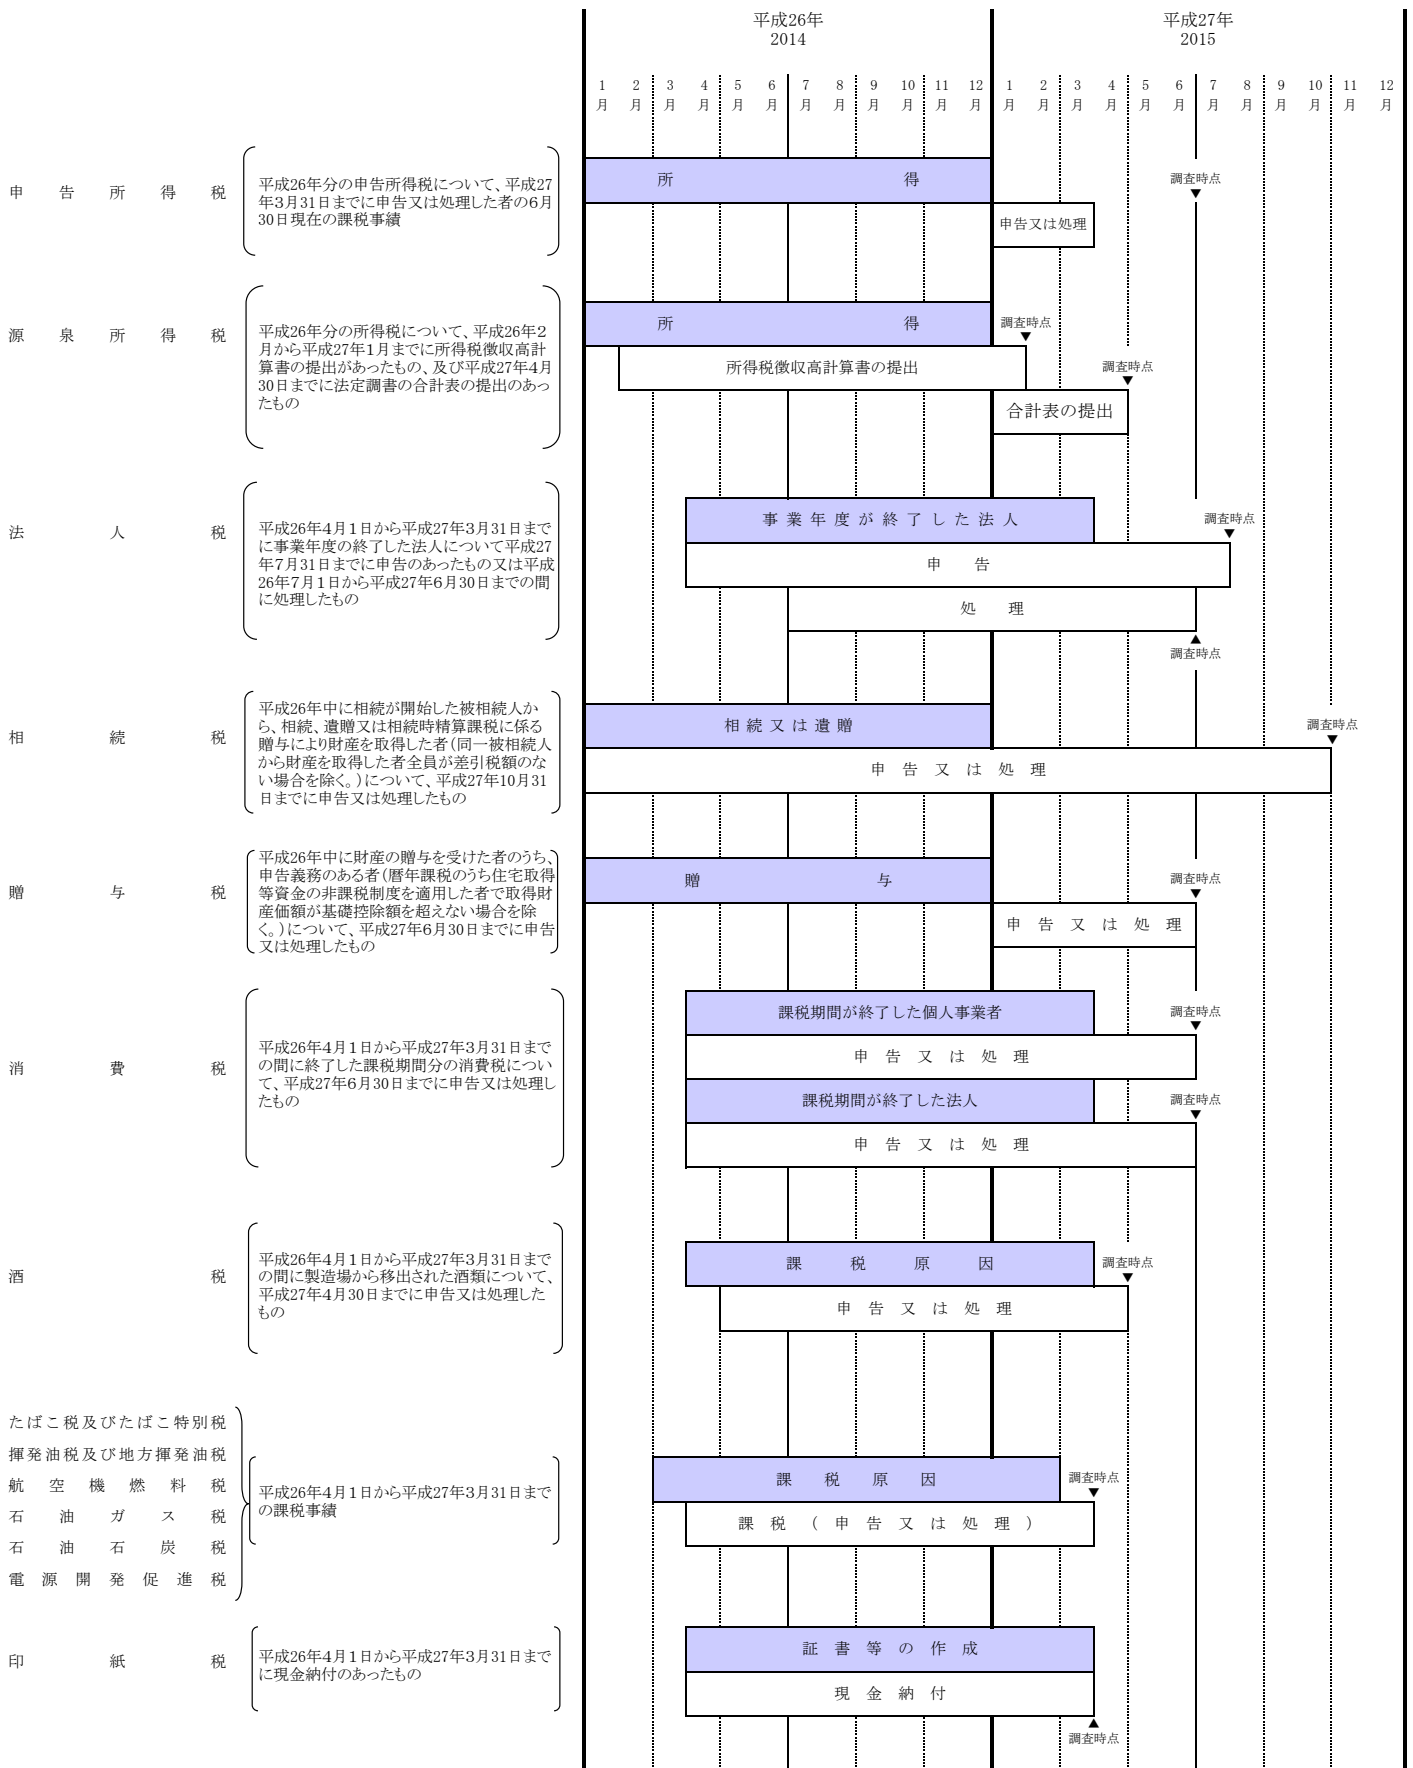 平成26年
2014
平成27年
2015
1月 2月 3月 4月 5月 6月 7月 8月 9月 10月 11月 12月 1月 2月 3月 4月 5月 6月 7月 8月 9月 10月 11月 12月
申告所得税
平成26年分の申告所得税について、平成27
年3月31日までに申告又は処理した者の6月
30日現在の課税事績
所得
調査時点
▼
申告又は処理
源泉所得税
平成26年分の所得税について、平成26年2
月から平成27年1月までに所得税徴収高計
算書の提出があったもの、及び平成27年4月
30日までに法定調書の合計表の提出のあっ
たもの
所得
調査時点
▼
所得税徴収高計算書の提出
調査時点
▼
合計表の提出
法人税
平成26年4月1日から平成27年3月31日まで
に事業年度の終了した法人について平成27
年7月31日までに申告のあったもの又は平成
26年7月1日から平成27年6月30日までの間
に処理したもの
事業年度が終了した法人
調査時点
▼
申告
処理
▲
調査時点
相続税
平成26年中に相続が開始した被相続人か
ら、相続、遺贈又は相続時精算課税に係る
贈与により財産を取得した者（同一被相続人
から財産を取得した者全員が差引税額のな
い場合を除く。）について、平成27年10月31
日までに申告又は処理したもの
相続又は遺贈
調査時点
▼
申告又は処理
贈与税
平成26年中に財産の贈与を受けた者のうち、
申告義務のある者（暦年課税のうち住宅取得
等資金の非課税制度を適用した者で取得財
産価額が基礎控除額を超えない場合を除
く。）について、平成27年6月30日までに申告
又は処理したもの
贈与
調査時点
▼
申告又は処理
消費税
平成26年4月1日から平成27年3月31日まで
の間に終了した課税期間分の消費税につい
て、平成27年6月30日までに申告又は処理し
たもの
課税期間が終了した個人事業者
調査時点
▼
申告又は処理
課税期間が終了した法人
調査時点
▼
申告又は処理
酒税
平成26年4月1日から平成27年3月31日まで
の間に製造場から移出された酒類について、
平成27年4月30日までに申告又は処理した
もの
課税原因
調査時点
▼
申告又は処理
たばこ税及びたばこ特別税
揮発油税及び地方揮発油税
航空機燃料税
石油ガス税
石油石炭税
電源開発促進税
平成26年4月1日から平成27年3月31日まで
の課税事績
課税原因
調査時点
▼
課税（申告又は処理）
印紙税
平成26年4月1日から平成27年3月31日まで
に現金納付のあったもの
証書等の作成
現金納付
▲
調査時点